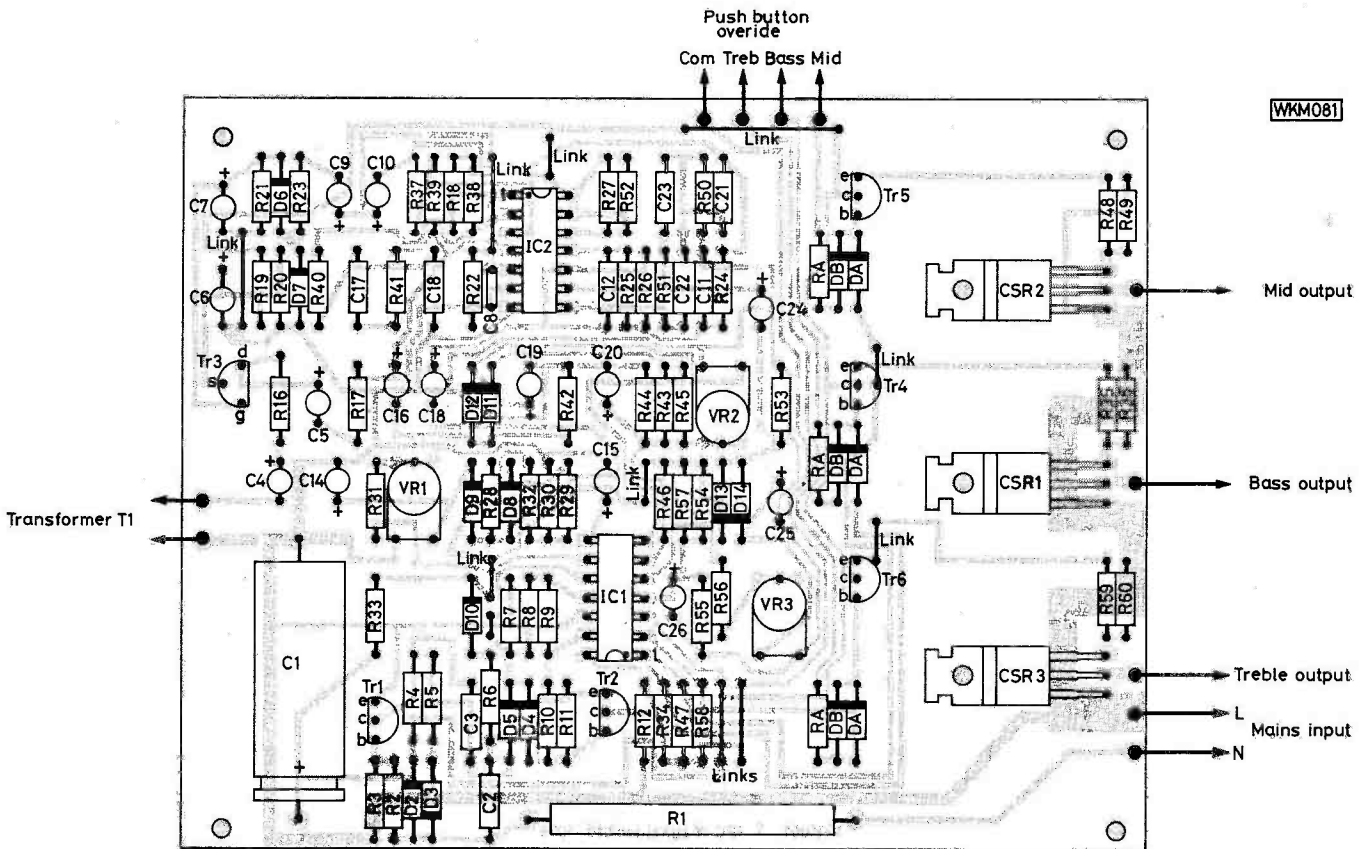 Push button
overide
Com Treb Bass Mid
WKM081
Link
Link
Link
C9 C10
R21 D6 R23 R37 R39 R18 R38 R27 R52 C23 R50 C21
e c b Tr5
C7
R48 R49
Link
IC2
RA DB DA
C6 R19 R20 D7 R40 C17 R41 C18 R22 C8 C12 R25 R26 R51 C22 C11 R24
C24
CSR2
Mid output
Tr3 d s g
C19 C20
Link
e c b Tr4
R16 C5 R17 C16 C18 D12 D11 R42 R44 R43 R45 VR2 R53
RA DB DA
C4 C14 R31 VR1 D9 R28 D8 R32 R30 R29 C15 Link R46 R57 R54 D13 D14
C25
CSR1
Bass output
Transformer T1
Link
Link
e c b Tr6
C1 R33 D10 R7 R8 R9 IC1 C26 R55 R56 VR3
R59 R60
CSR3
Treble output
Tr1 e c b
R4 R5 R6 C3 D5 D4 R10 R11
Tr2 e c b
R12 R34 R47 R58
RA DB DA
L
Mains input
N
Links
R3 R2 D2 D3 C2
R1